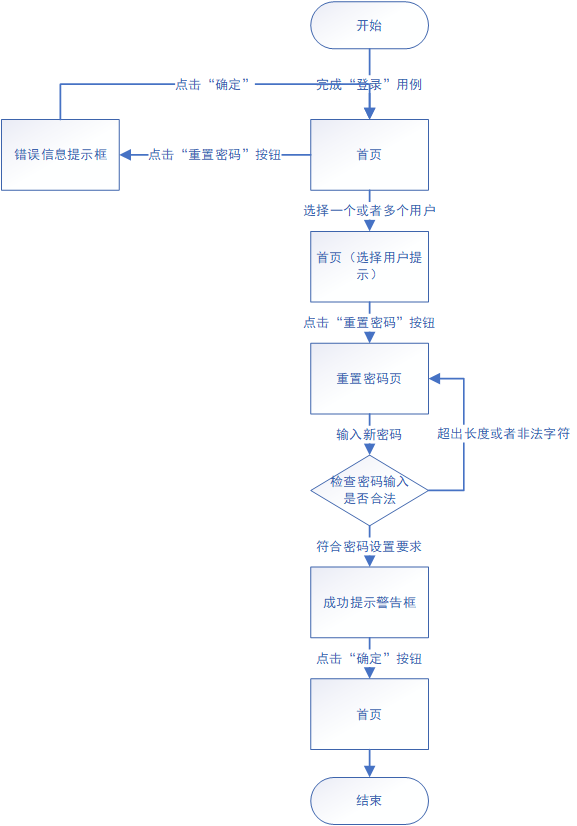 开始
点击“确定”
完成“登录”用例
错误信息提示框
点击“重置密码”按钮
首页
选择一个或者多个用户
首页（选择用户提
示）
点击“重置密码”按钮
重置密码页
输入新密码
超出长度或者非法字符
检查密码输入
是否合法
符合密码设置要求
成功提示警告框
点击“确定”按钮
首页
结束